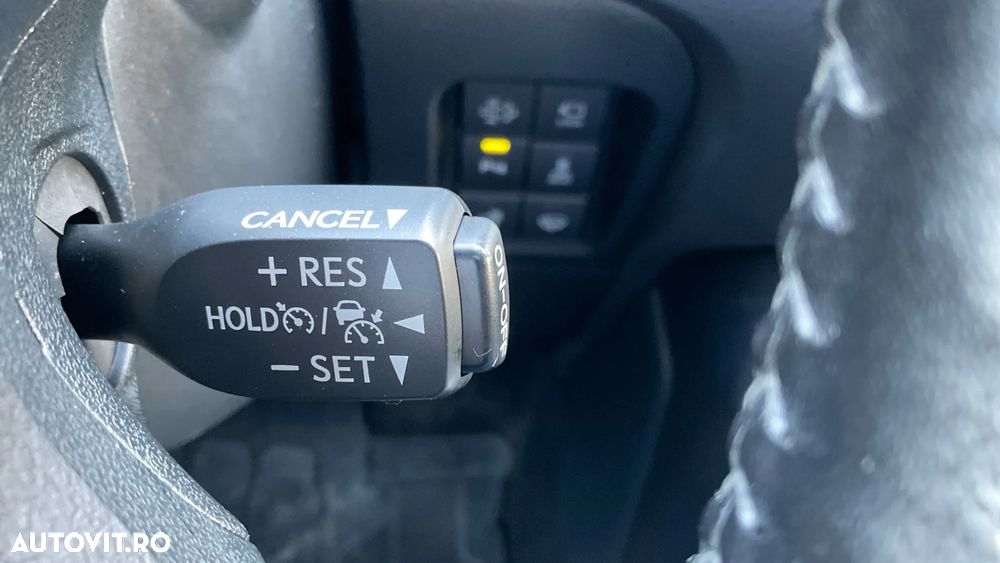 CANCEL▼
+ RES ▲
HOLD / ◀
− SET ▼
ON-OFF
AUTOVIT.RO